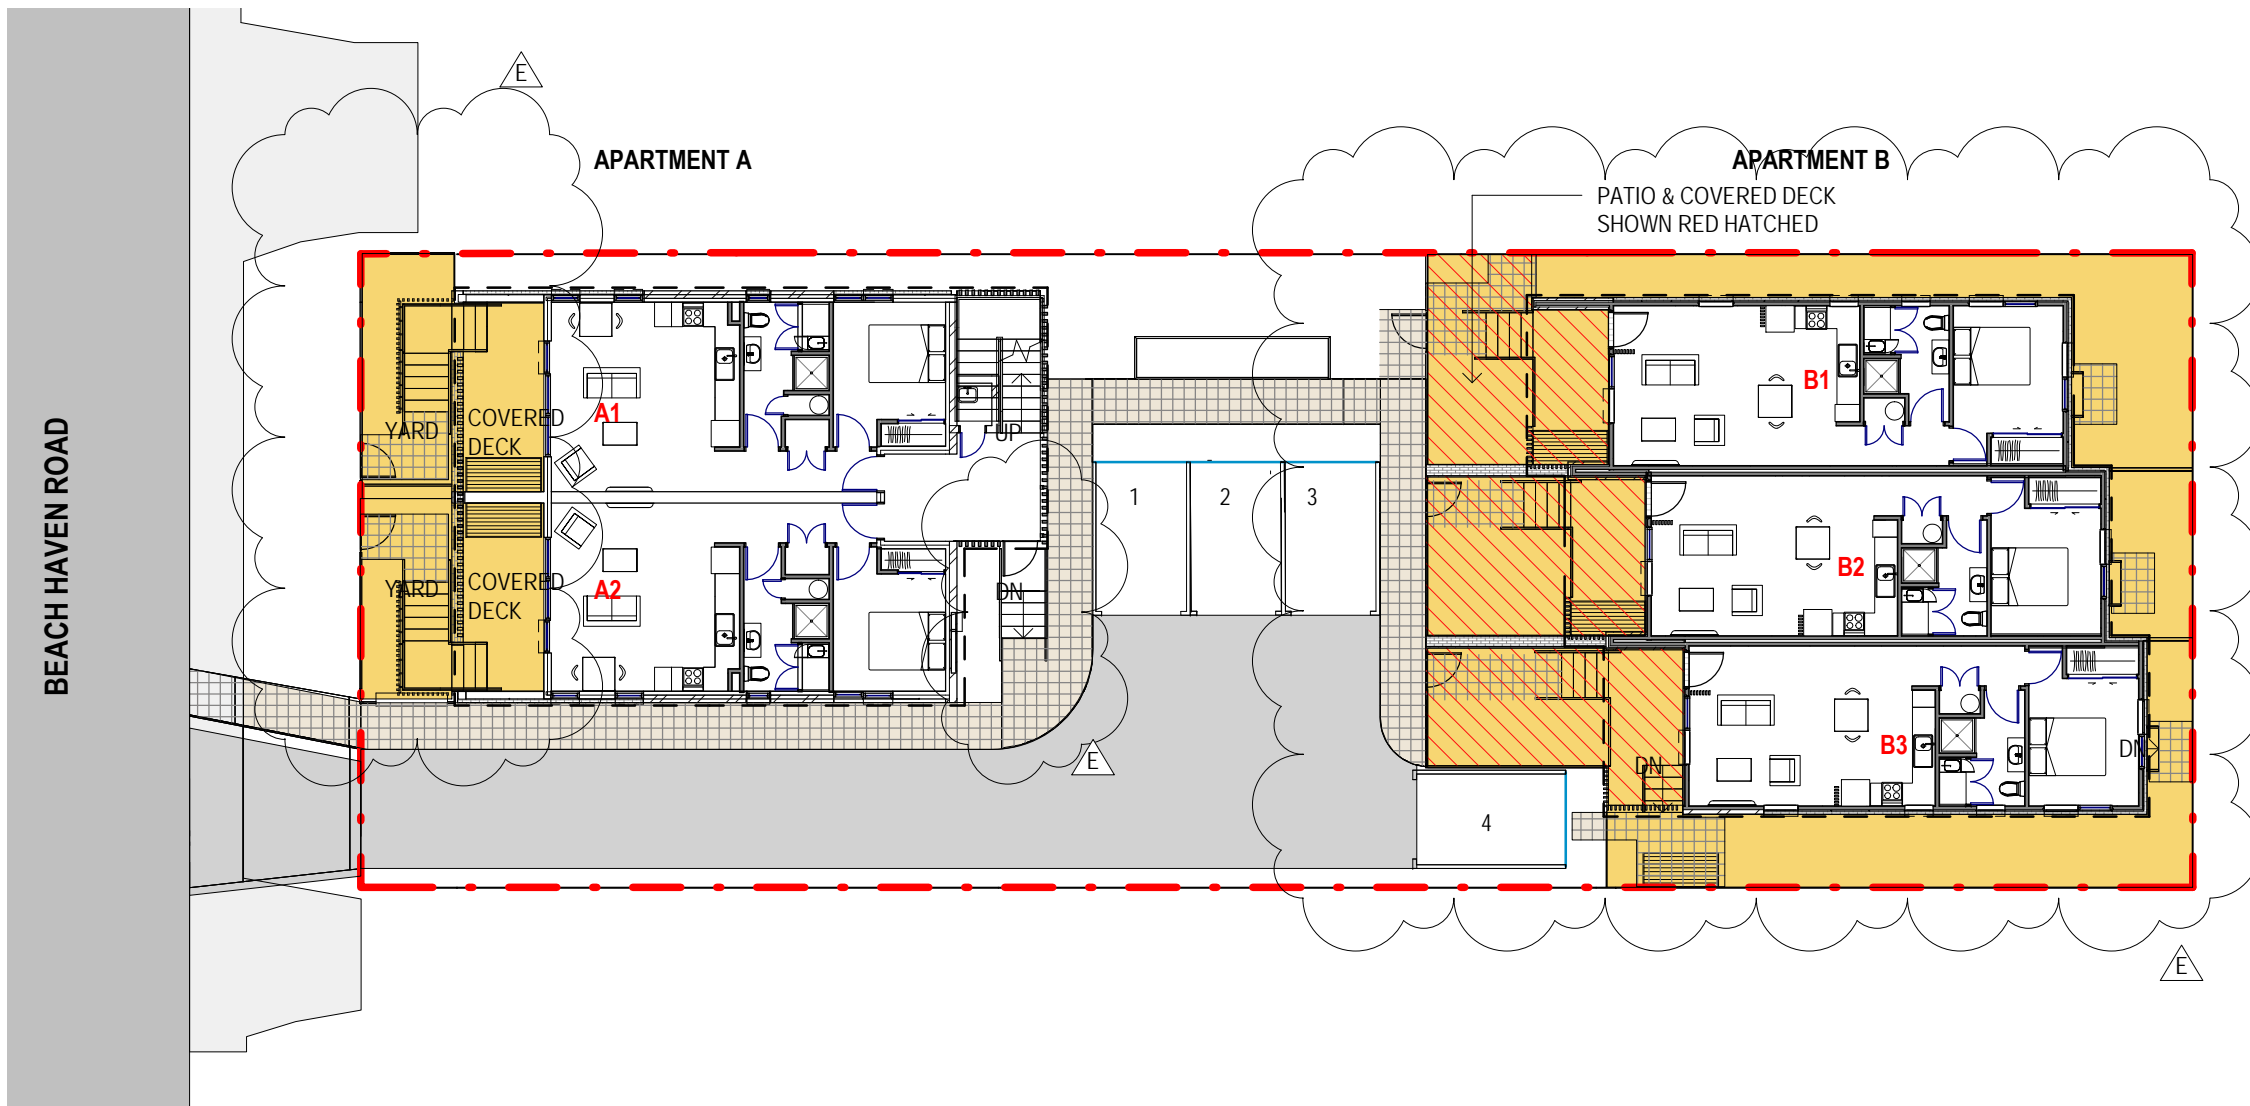 E
APARTMENT A
APARTMENT B
PATIO & COVERED DECK
SHOWN RED HATCHED
BEACH HAVEN ROAD
YARD
COVERED
DECK
A1
UP
B1
1
2
3
YARD
COVERED
DECK
A2
DN
B2
B3
DN
DN
E
4
E